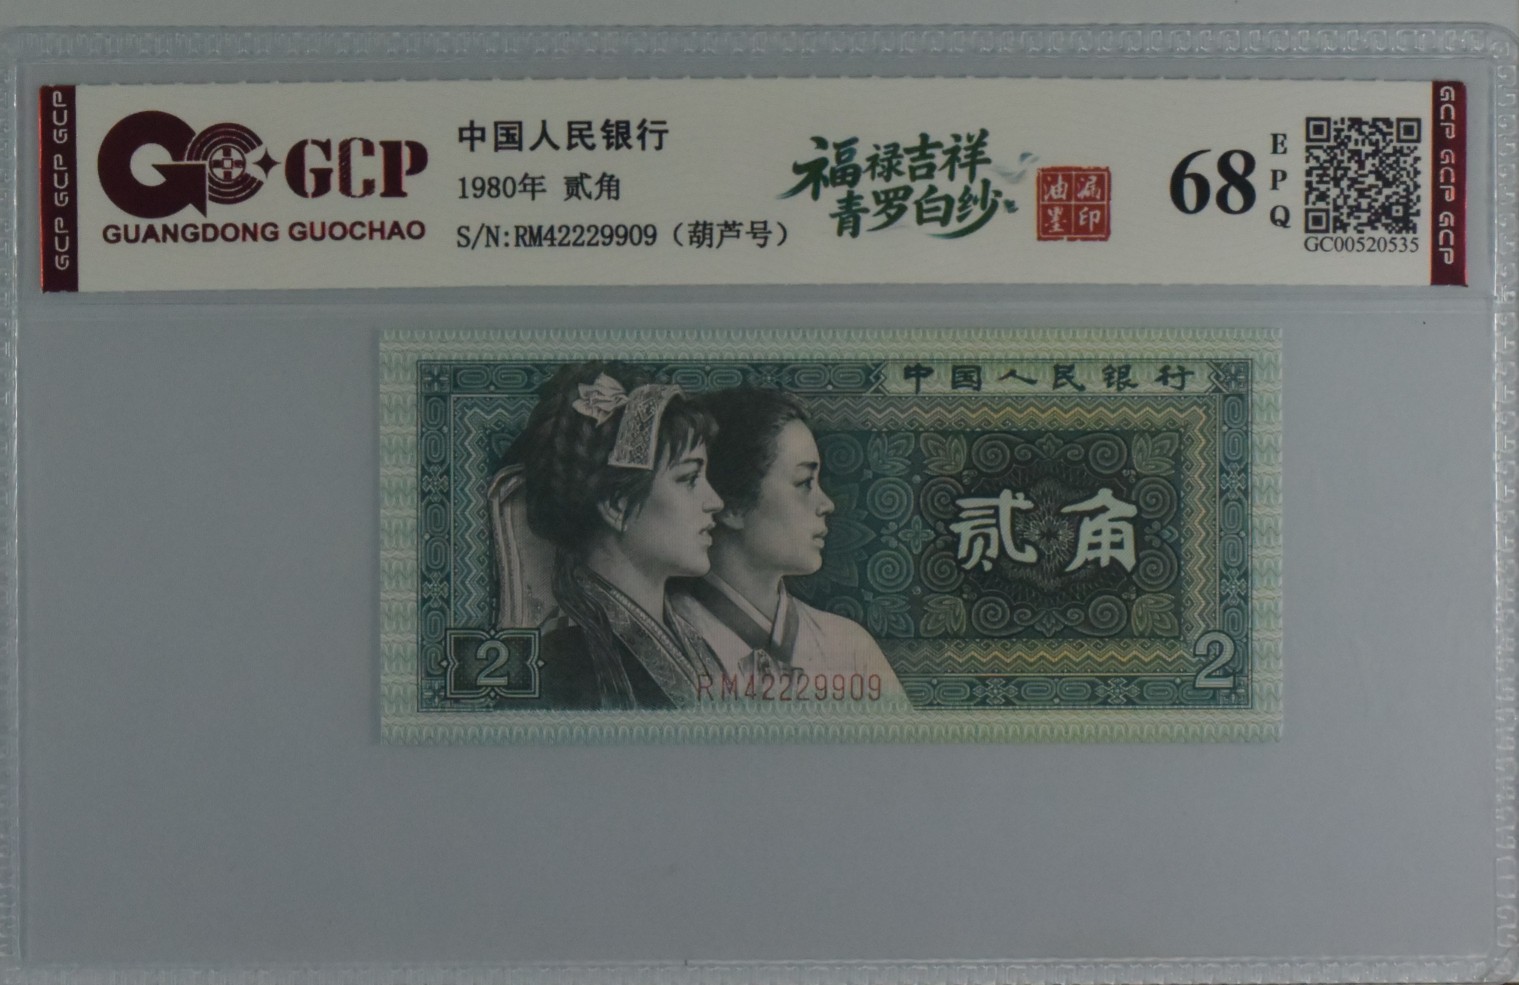 GCP GCP GCP
GCP
GUANGDONG GUOCHAO
中国人民银行
1980年 贰角
S/N:RM42229909（葫芦号）
福禄吉祥
青罗白纱
漏印
油墨
68
EPQ
GC00520535
GCP GCP GCP
中国人民银行
贰角
2
2
RM42229909